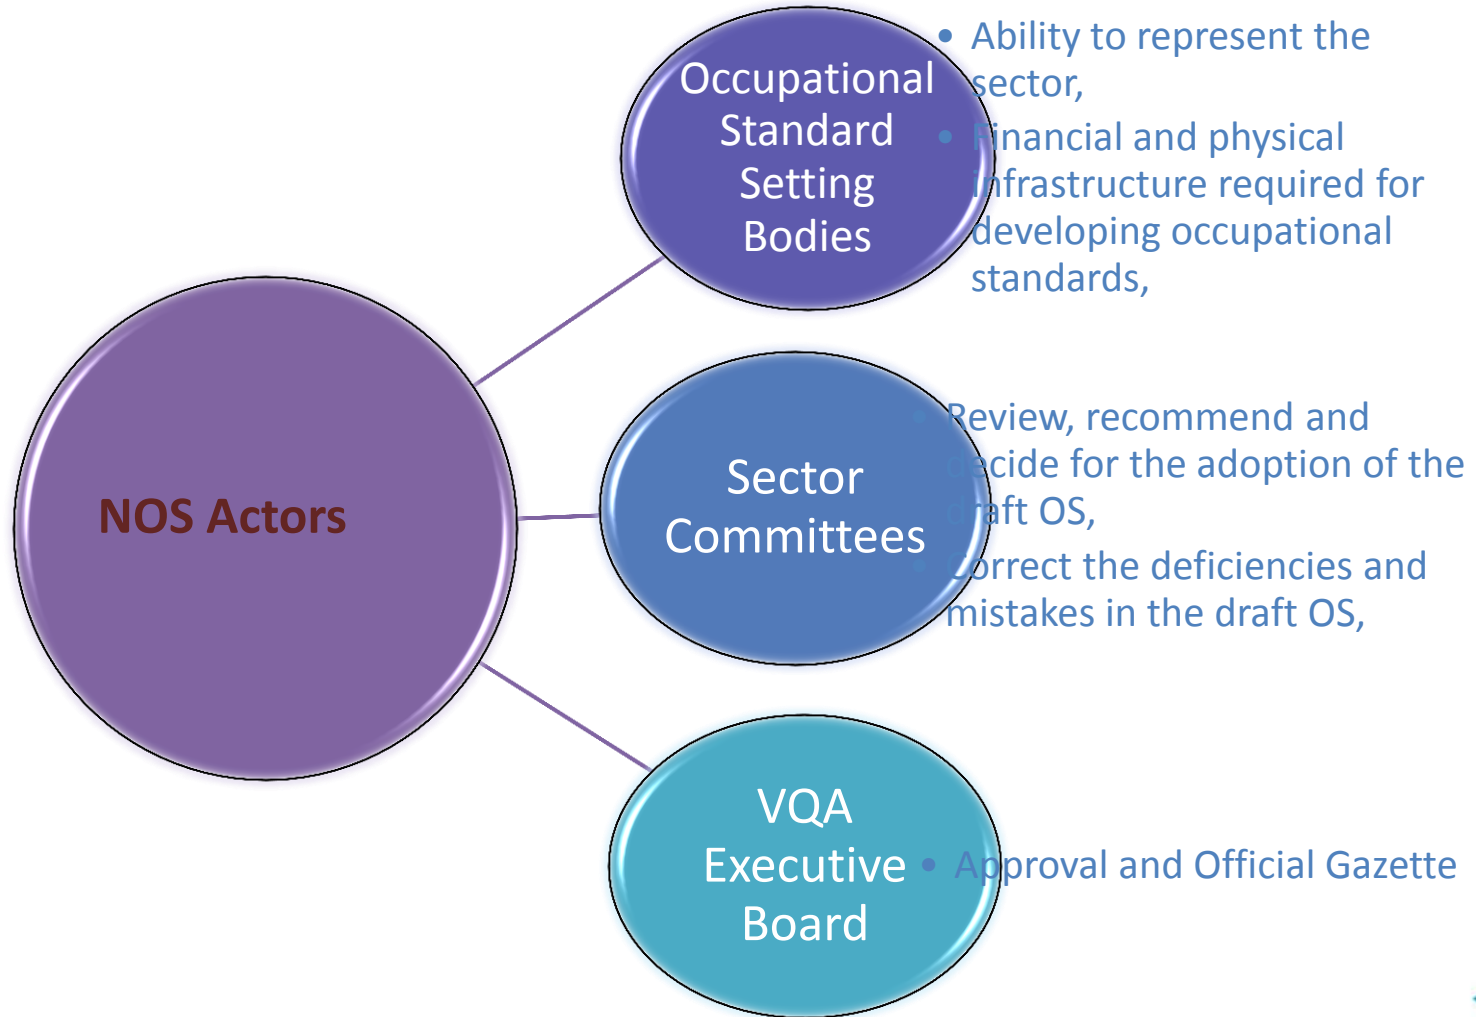 NOS Actors
Occupational
Standard
Setting
Bodies
• Ability to represent the
sector,
• Financial and physical
infrastructure required for
developing occupational
standards,
Sector
Committees
• Review, recommend and
decide for the adoption of the
draft OS,
• Correct the deficiencies and
mistakes in the draft OS,
VQA
Executive
Board
• Approval and Official Gazette